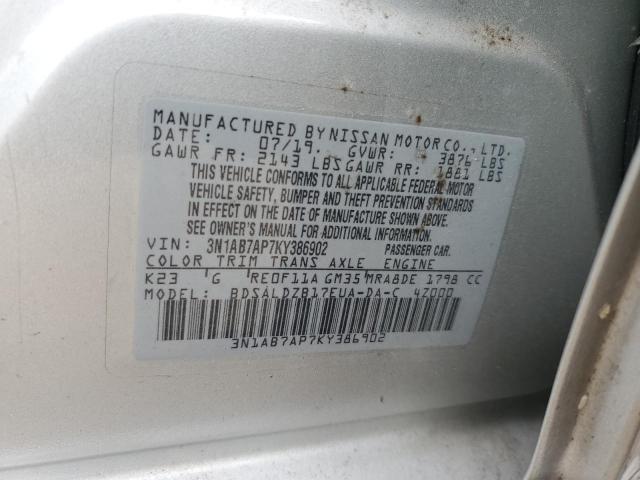 MANUFACTURED BY NISSAN MOTOR CO., LTD.
DATE: 07/19. GVWR: 3876 LBS
GAWR FR: 2143 LBS GAWR RR: 1881 LBS
THIS VEHICLE CONFORMS TO ALL APPLICABLE FEDERAL MOTOR
VEHICLE SAFETY, BUMPER AND THEFT PREVENTION STANDARDS
IN EFFECT ON THE DATE OF MANUFACTURE SHOWN ABOVE.
SEE OWNER'S MANUAL FOR ADDITIONAL INFORMATION
VIN: 3N1AB7AP7KY386902 PASSENGER CAR.
COLOR TRIM TRANS AXLE ENGINE
K23 G RE0F11A GM35 MRA8DE 1798 CC
MODEL: BDSALDZB17EUA-DA-C 4Z000
3N1AB7AP7KY386902